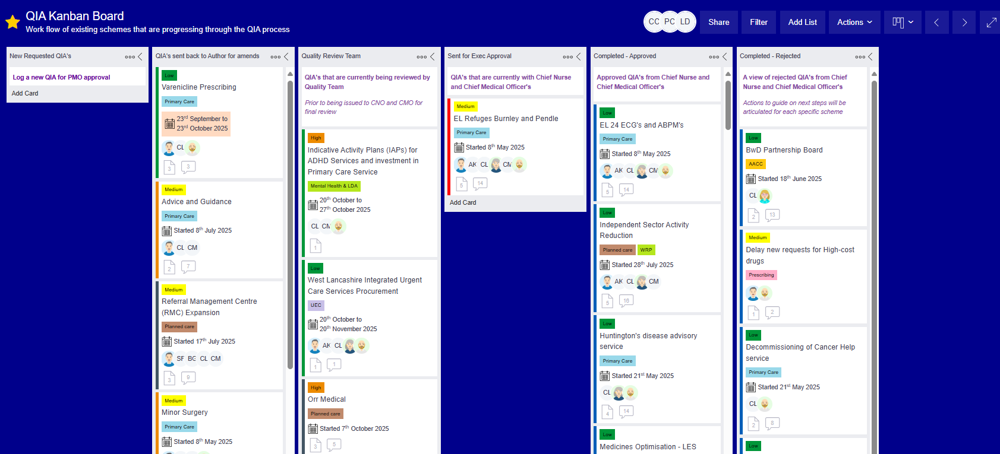 QIA Kanban Board
Work flow of existing schemes that are progressing through the QIA process
CC PC LD
Share
Filter
Add List
Actions
New Requested QIA's
Log a new QIA for PMO approval
Add Card
QIA's sent back to Author for amends
Low
Varenicline Prescribing
Primary Care
23rd September to
23rd October 2025
CL
3 3
Medium
Advice and Guidance
Primary Care
Started 8th July 2025
CL CM
2 7
Medium
Referral Management Centre
(RMC) Expansion
Planned care
Started 17th July 2025
SF BG CL CM
3 9
Medium
Minor Surgery
Primary Care
Started 8th May 2025
Quality Review Team
QIA's that are currently being reviewed by
Quality Team
Prior to being issued to CNO and CMO for
final review
High
Indicative Activity Plans (IAPs) for
ADHD Services and investment in
Primary Care Service
Mental Health & LDA
20th October to
27th October 2025
CL CM
1
Low
West Lancashire Integrated Urgent
Care Services Procurement
UEC
20th October to
20th November 2025
AK CL
1 1
High
Orr Medical
Planned care
Started 7th October 2025
3 5
Sent for Exec Approval
QIA's that are currently with Chief Nurse
and Chief Medical Officer's
Medium
EL Refuges Burnley and Pendle
Primary Care
Started 8th May 2025
AK CL CM
5 14
Add Card
Completed - Approved
Approved QIA's from Chief Nurse and
Chief Medical Officer's
Low
EL 24 ECG's and ABPM's
Primary Care
Started 8th May 2025
AK CL CM
5 14
Low
Independent Sector Activity
Reduction
Planned care WRP
Started 28th July 2025
AK CL CM
5 16
Low
Huntington's disease advisory
service
Primary Care
Started 21st May 2025
CL
4 14
Low
Medicines Optimisation - LES
Completed - Rejected
A view of rejected QIA's from Chief
Nurse and Chief Medical Officer's
Actions to guide on next steps will be
articulated for each specific scheme
Low
BwD Partnership Board
AACC
Started 18th June 2025
CL
2 13
Medium
Delay new requests for High-cost
drugs
Prescribing
1 2
Low
Decommissioning of Cancer Help
service
Primary Care
Started 21st May 2025
CL
2 8
Low